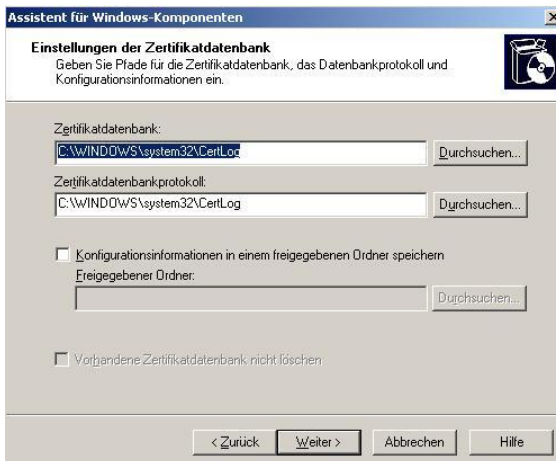 Assistent für Windows-Komponenten
Einstellungen der Zertifikatdatenbank
Geben Sie Pfade für die Zertifikatdatenbank, das Datenbankprotokoll und
Konfigurationsinformationen ein.
Zertifikatdatenbank:
C:\WINDOWS\system32\CertLog
Durchsuchen...
Zertifikatdatenbankprotokoll:
C:\WINDOWS\system32\CertLog
Durchsuchen...
Konfigurationsinformationen in einem freigegebenen Ordner speichern
Freigegebener Ordner:
Durchsuchen...
Vorhandene Zertifikatdatenbank nicht löschen
< Zurück
Weiter >
Abbrechen
Hilfe